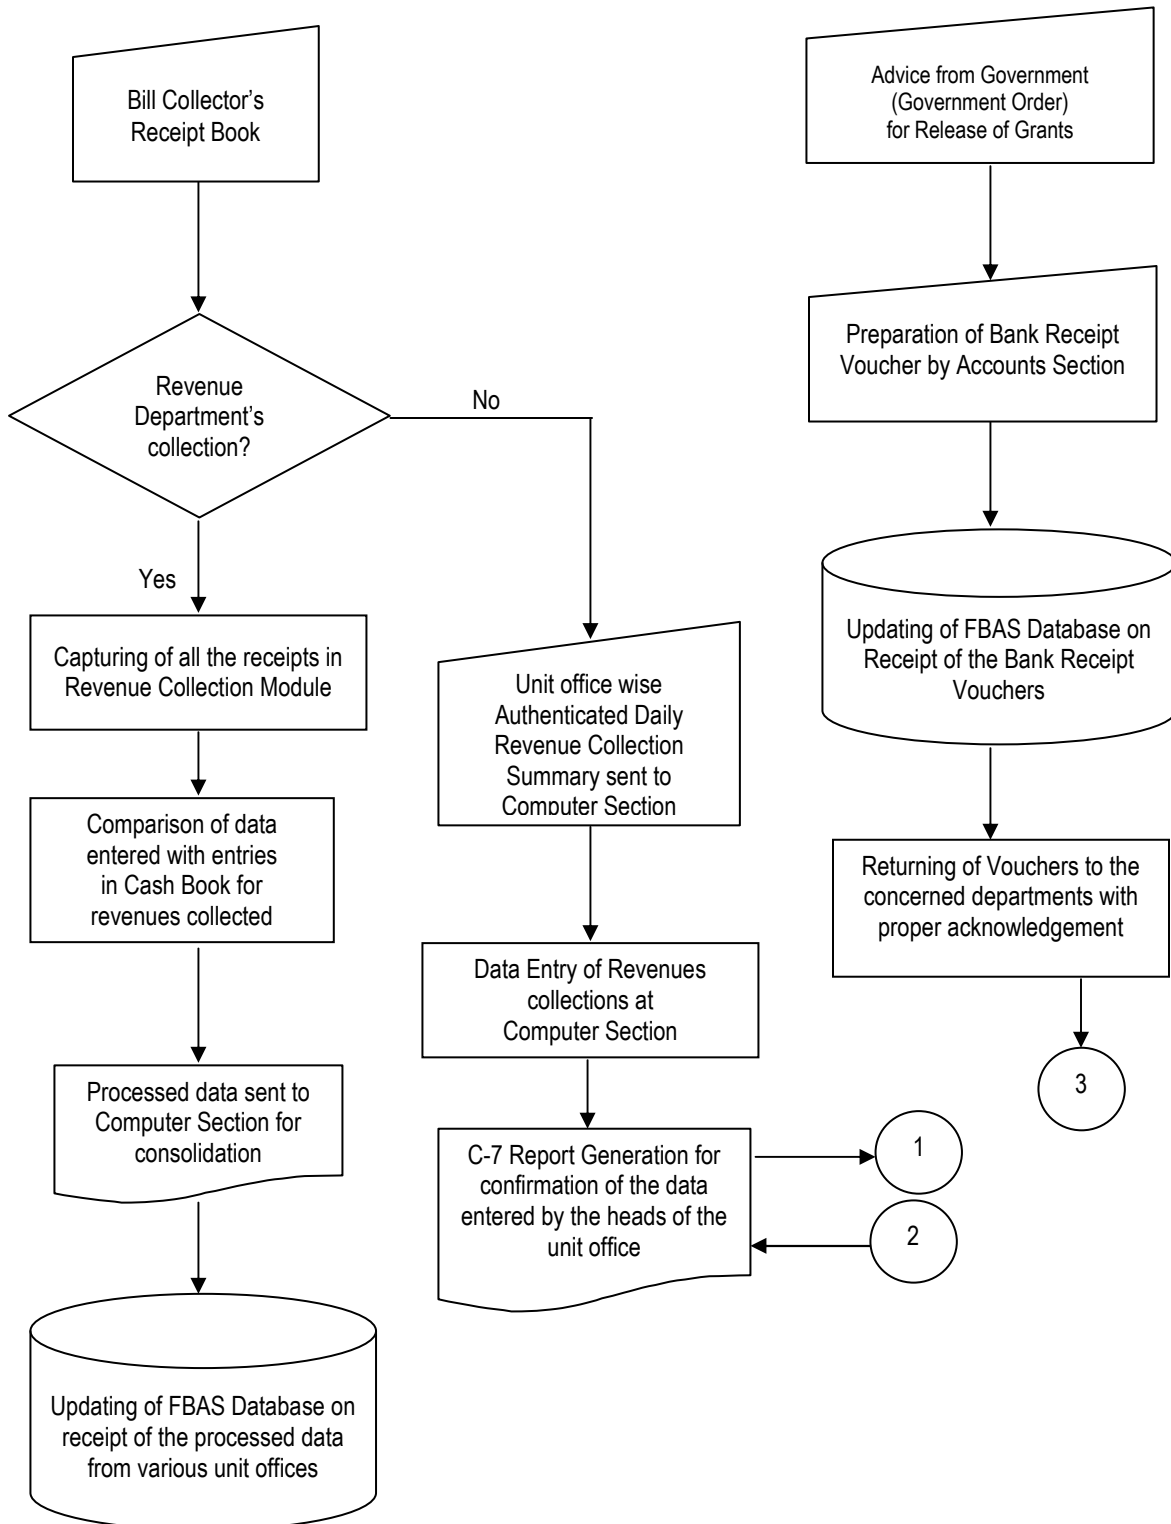 Bill Collector’s
Receipt Book
Revenue
Department’s
collection?
No
Yes
Capturing of all the receipts in
Revenue Collection Module
Comparison of data
entered with entries
in Cash Book for
revenues collected
Processed data sent to
Computer Section for
consolidation
Updating of FBAS Database on
receipt of the processed data
from various unit offices
Unit office wise
Authenticated Daily
Revenue Collection
Summary sent to
Computer Section
Data Entry of Revenues
collections at
Computer Section
C-7 Report Generation for
confirmation of the data
entered by the heads of the
unit office
1
2
Advice from Government
(Government Order)
for Release of Grants
Preparation of Bank Receipt
Voucher by Accounts Section
Updating of FBAS Database on
Receipt of the Bank Receipt
Vouchers
Returning of Vouchers to the
concerned departments with
proper acknowledgement
3